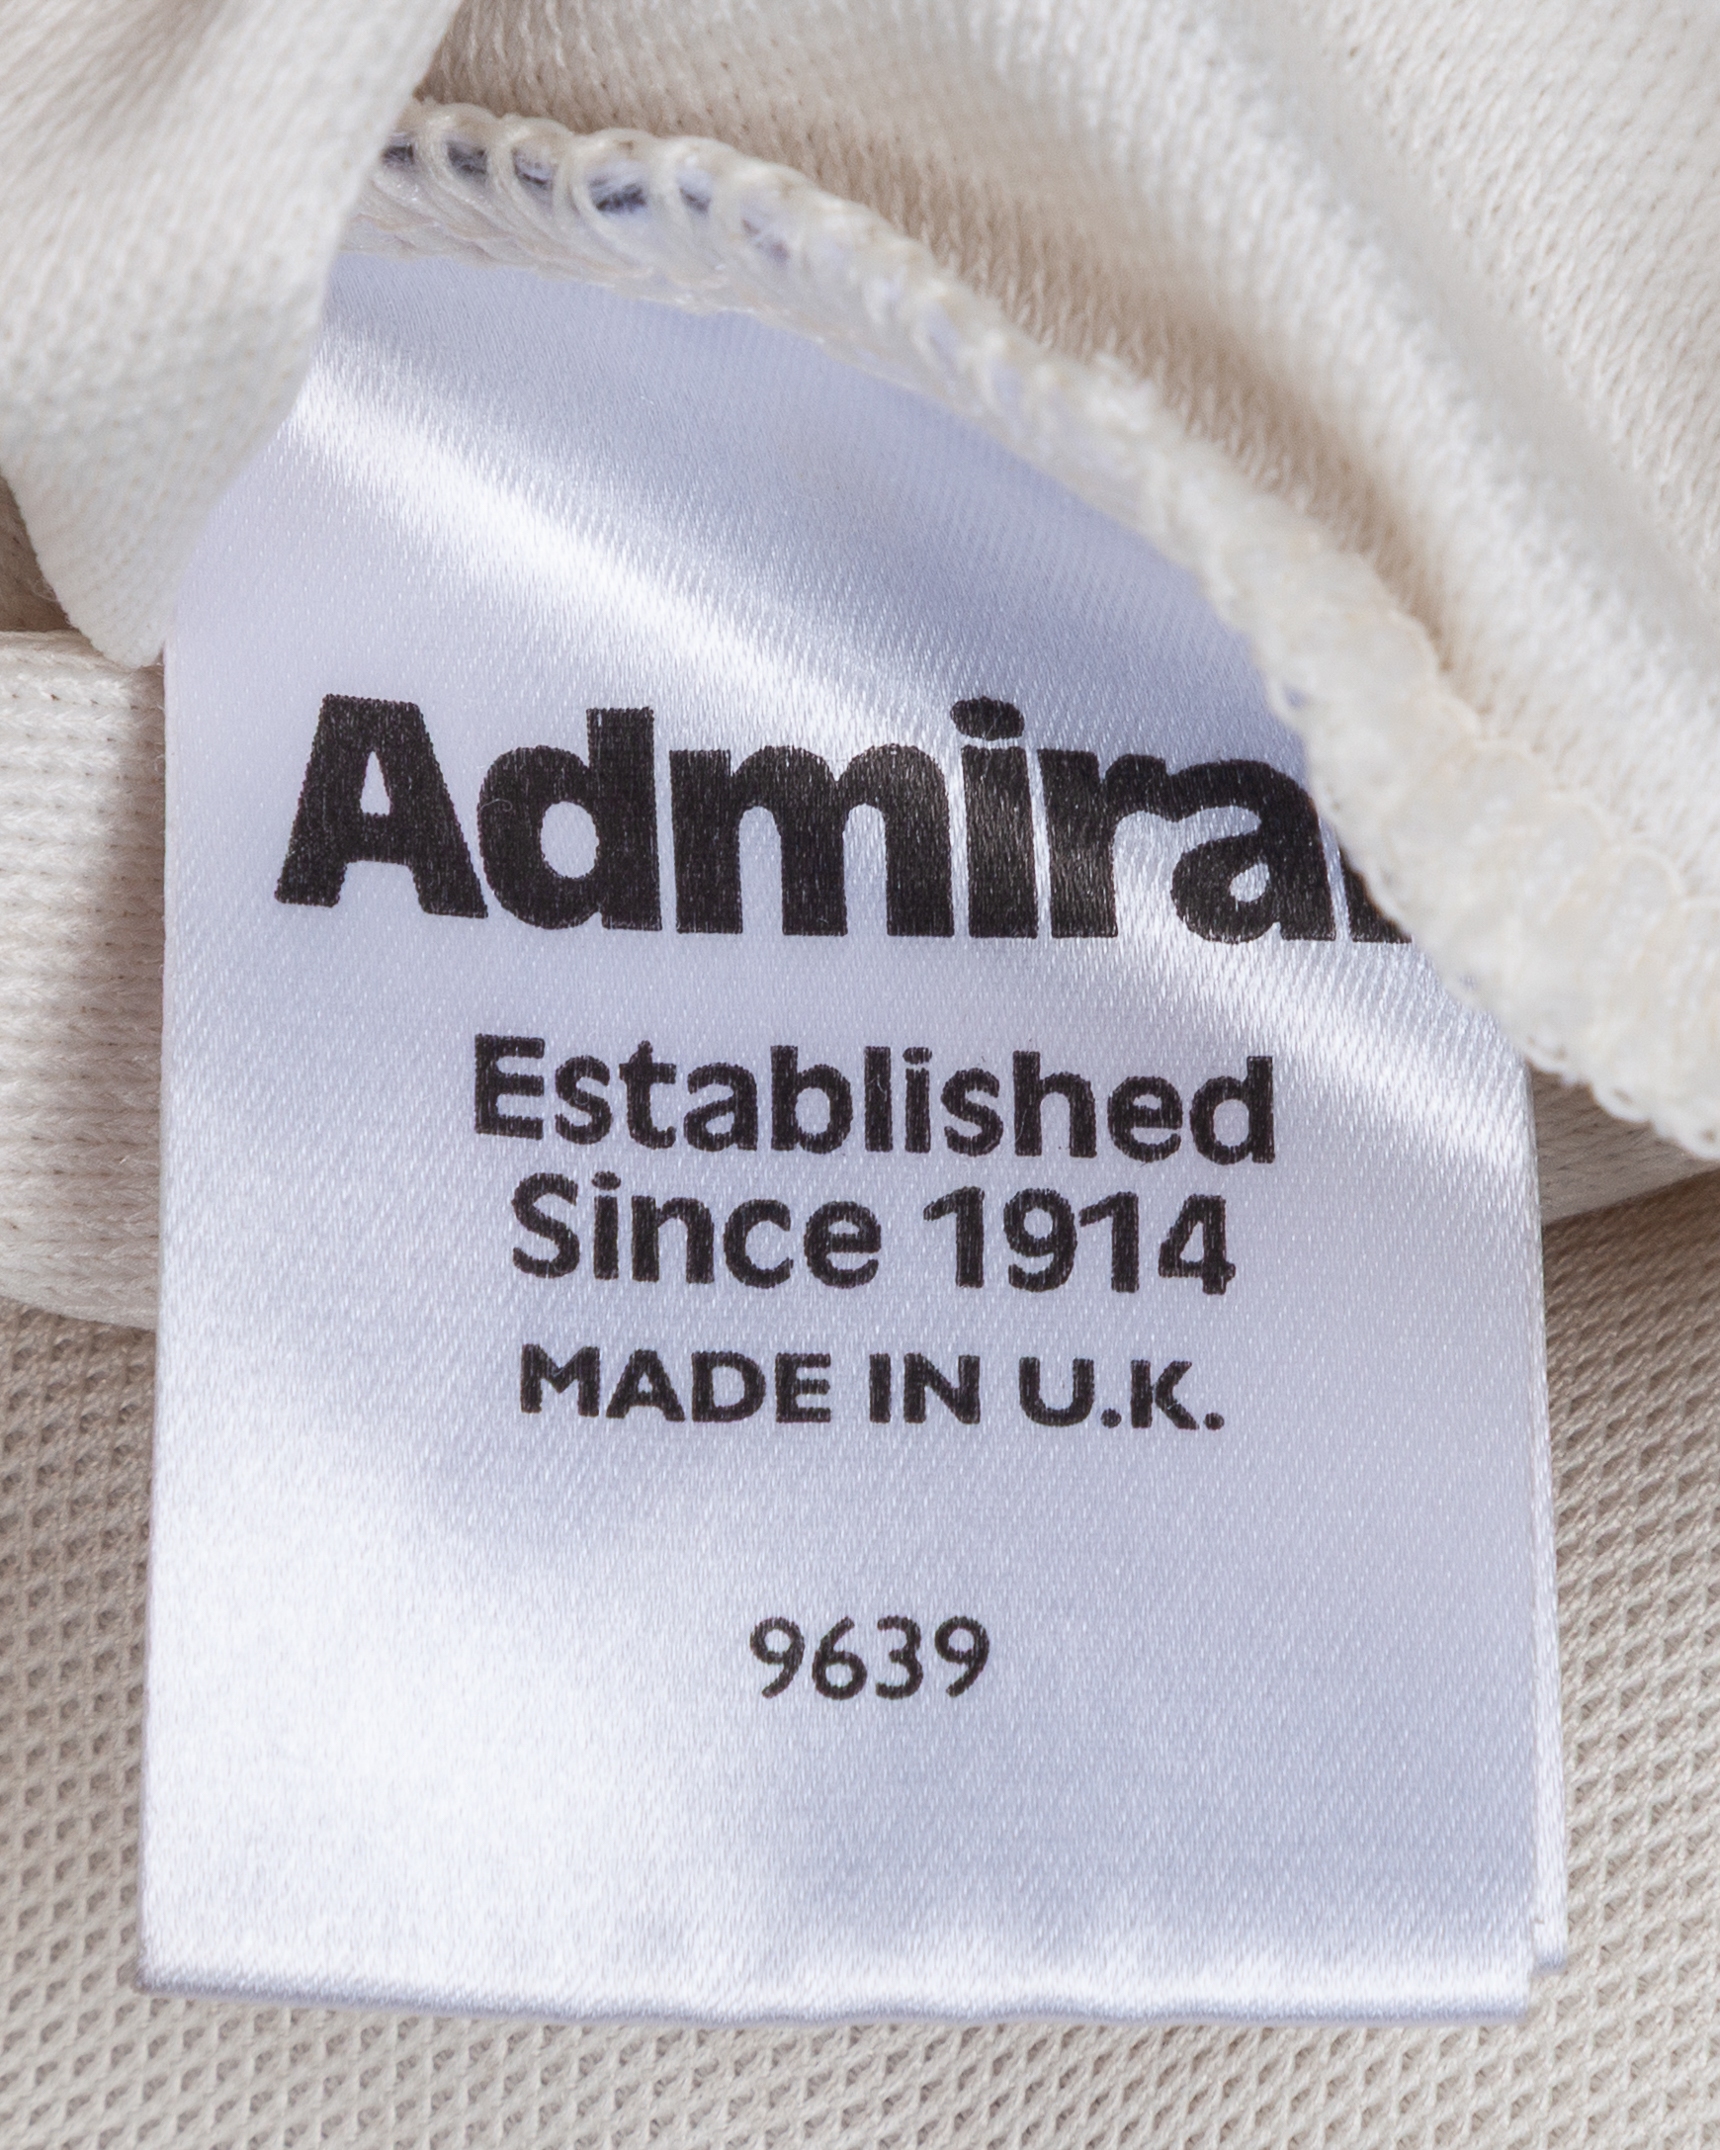 Admiral
Established
Since 1914
MADE IN U.K.
9639